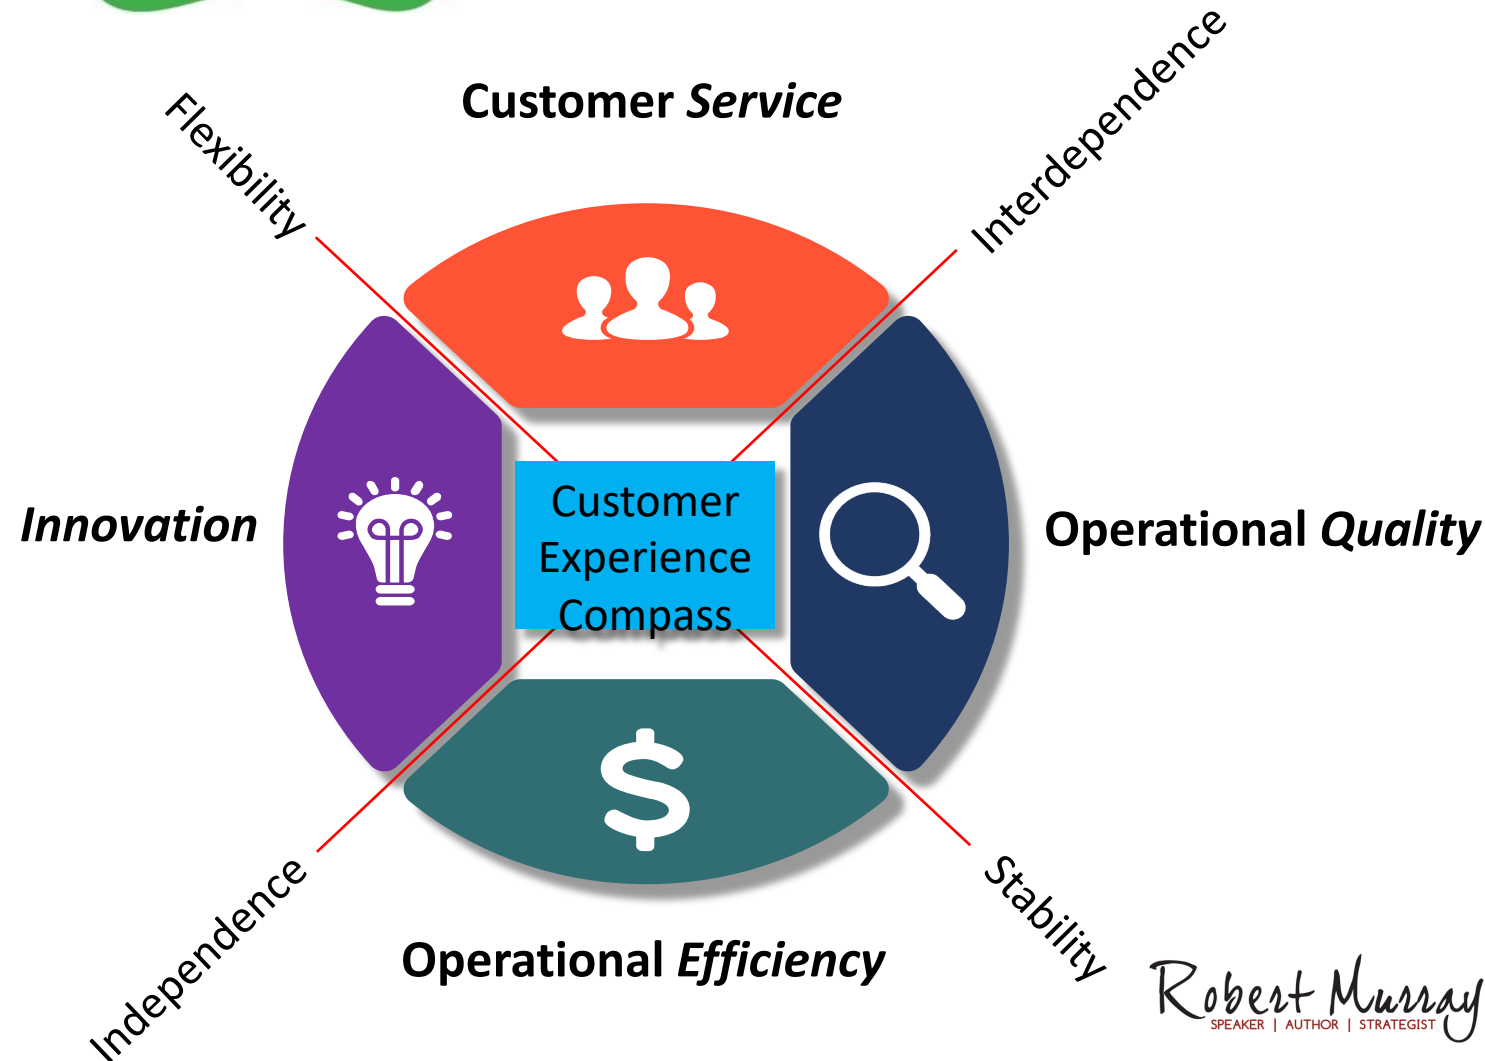 Customer Service
Flexibility
Interdependence
Innovation
Customer
Experience
Compass
Operational Quality
Independence
Operational Efficiency
Stability
Robert Murray
SPEAKER | AUTHOR | STRATEGIST